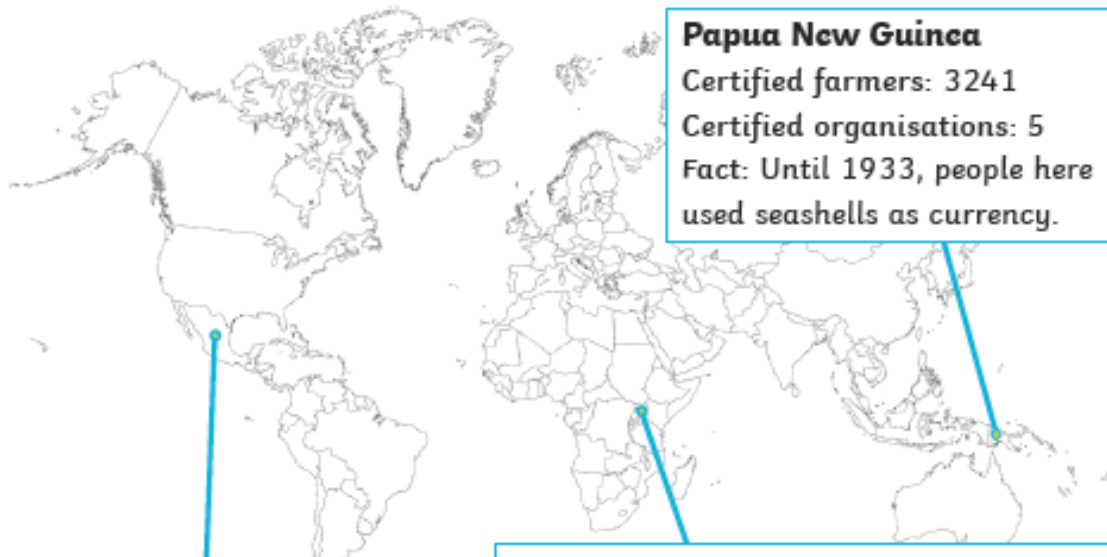 Papua New Guinea
Certified farmers: 3241
Certified organisations: 5
Fact: Until 1933, people here
used seashells as currency.